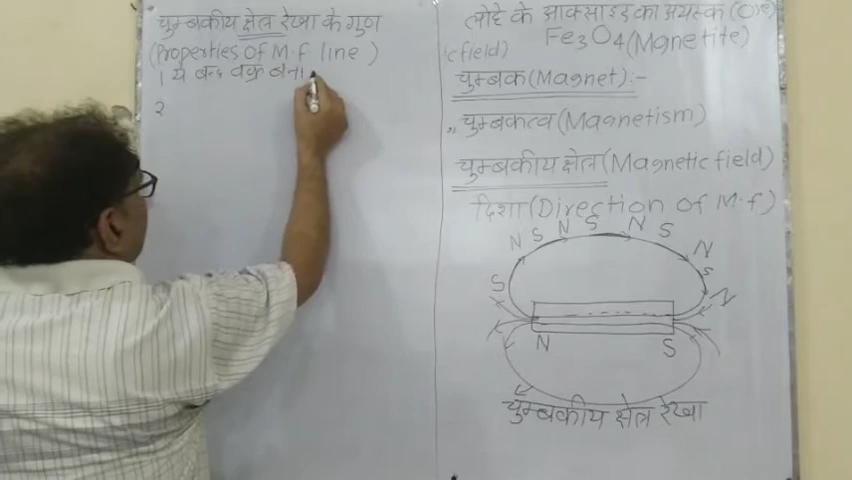 चुम्बकीय क्षेत्र रेखा के गुण
(Properties of M.f line )
1 ये बन्द वक्र बना
2
लोहे के आक्साइड का अयस्क (Ore)
Fe3O4 (Magnetite)
(field)
चुम्बक (Magnet) :-
,, चुम्बकत्व (Magnetism)
चुम्बकीय क्षेत्र (Magnetic field)
दिशा (Direction of M.f)
S N S N S N S N S N
N S
चुम्बकीय क्षेत्र रेखा